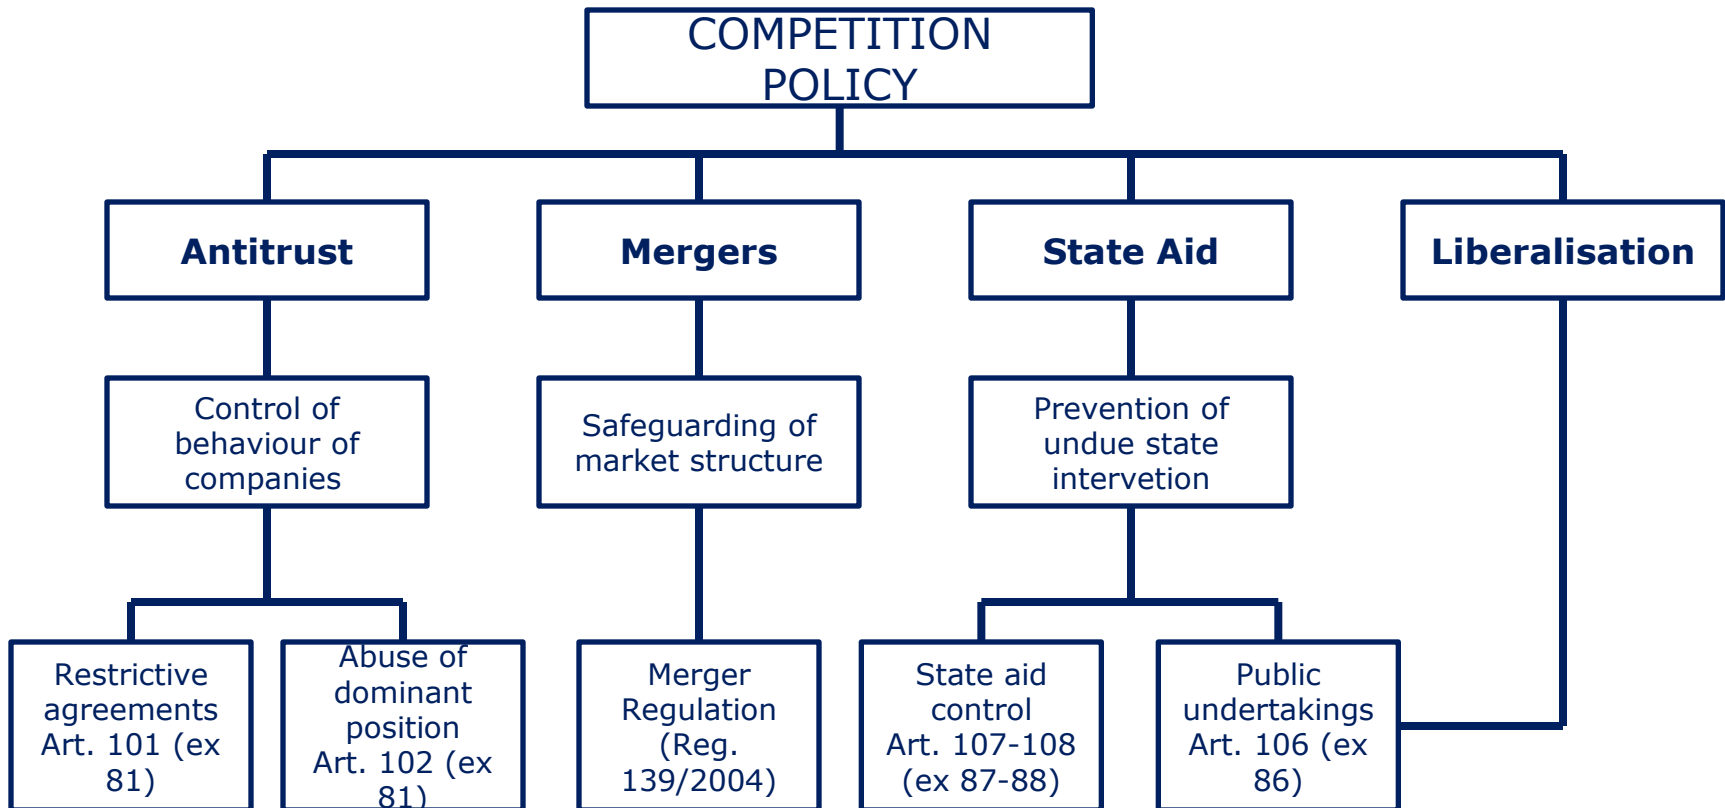 COMPETITION
POLICY
Antitrust
Mergers
State Aid
Liberalisation
Control of
behaviour of
companies
Safeguarding of
market structure
Prevention of
undue state
intervetion
Restrictive
agreements
Art. 101 (ex
81)
Abuse of
dominant
position
Art. 102 (ex
81)
Merger
Regulation
(Reg.
139/2004)
State aid
control
Art. 107-108
(ex 87-88)
Public
undertakings
Art. 106 (ex
86)